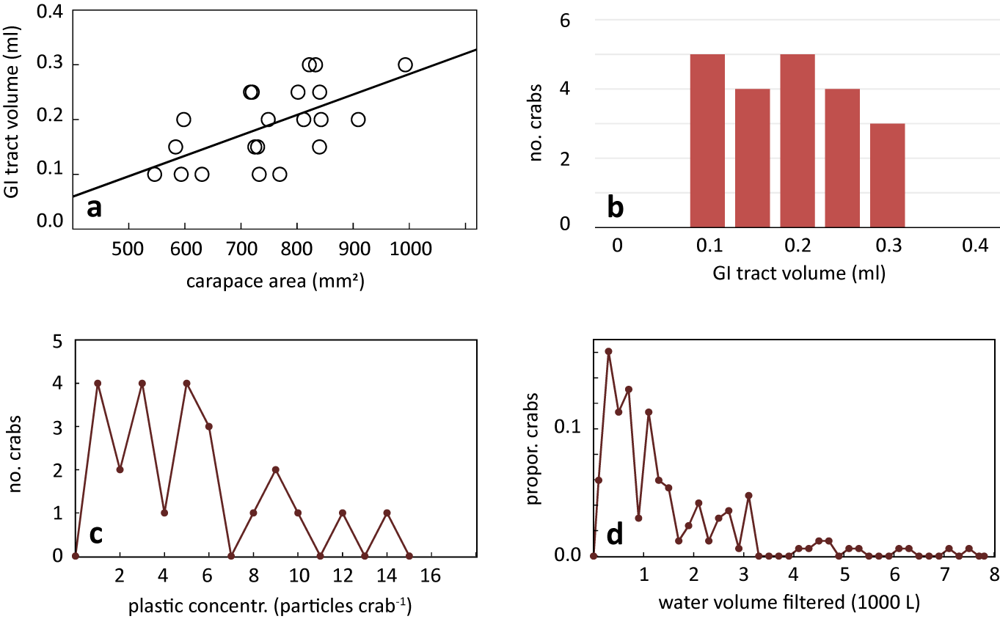 0.4
0.3
0.2
0.1
0.0
GI tract volume (ml)
a
500 600 700 800 900 1000
carapace area (mm²)
6
4
2
0
no. crabs
b
0 0.1 0.2 0.3 0.4
GI tract volume (ml)
5
4
3
2
1
0
no. crabs
c
2 4 6 8 10 12 14 16
plastic concentr. (particles crab⁻¹)
0.1
0.0
propor. crabs
d
1 2 3 4 5 6 7 8
water volume filtered (1000 L)